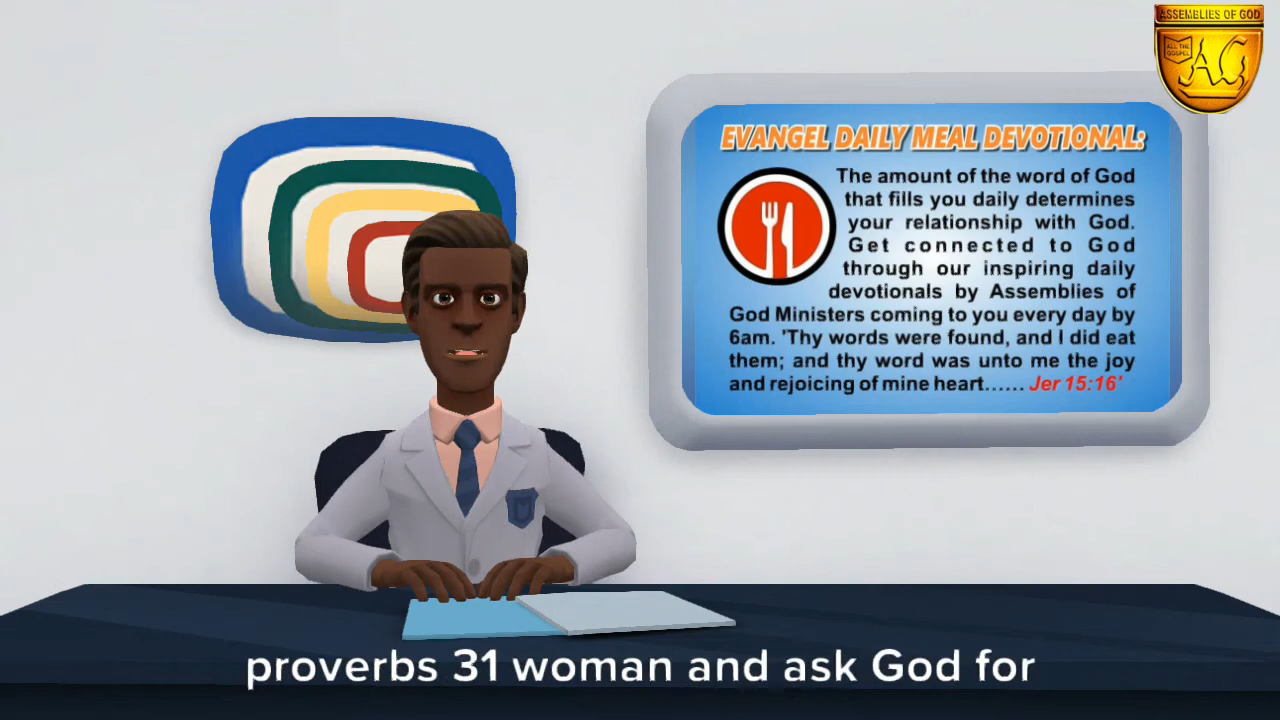 ASSEMBLIES OF GOD
ALL THE
GOSPEL
AG
EVANGEL DAILY MEAL DEVOTIONAL:
The amount of the word of God
that fills you daily determines
your relationship with God.
Get connected to God
through our inspiring daily
devotionals by Assemblies of
God Ministers coming to you every day by
6am. 'Thy words were found, and I did eat
them; and thy word was unto me the joy
and rejoicing of mine heart...... Jer 15:16'
proverbs 31 woman and ask God for